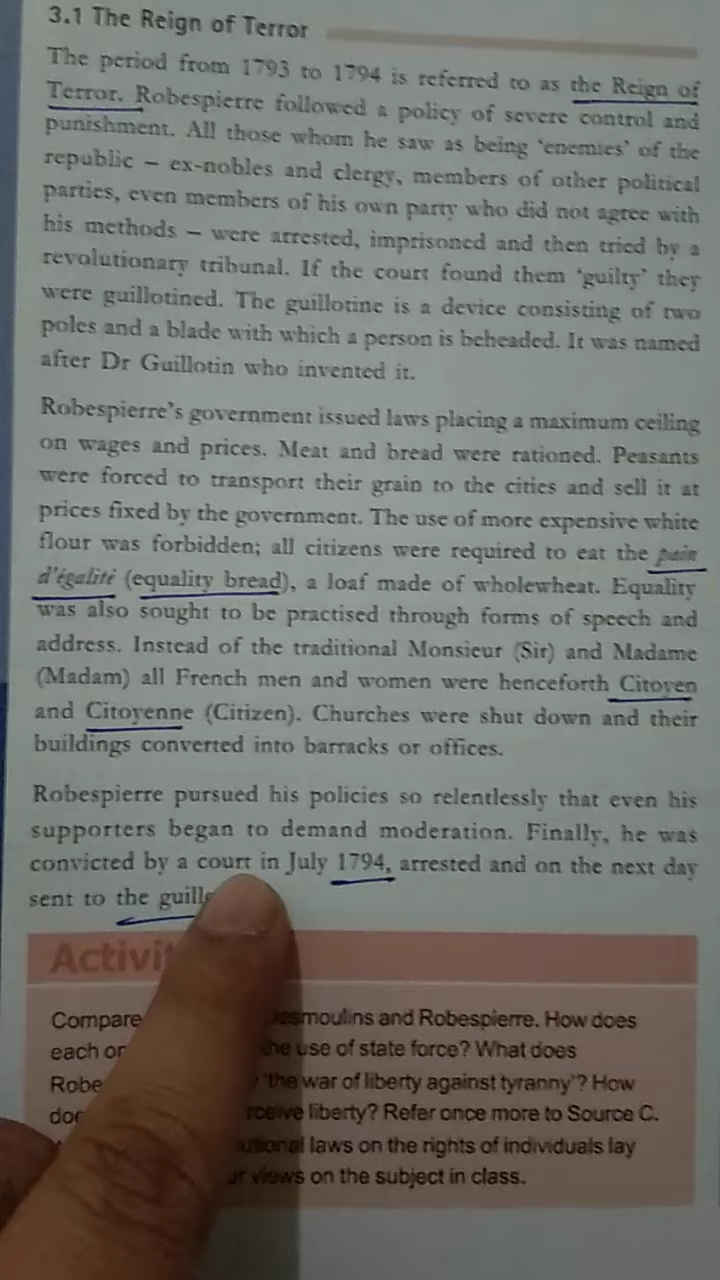 3.1 The Reign of Terror
The period from 1793 to 1794 is referred to as the Reign of
Terror. Robespierre followed a policy of severe control and
punishment. All those whom he saw as being 'enemies' of the
republic – ex-nobles and clergy, members of other political
parties, even members of his own party who did not agree with
his methods – were arrested, imprisoned and then tried by a
revolutionary tribunal. If the court found them 'guilty' they
were guillotined. The guillotine is a device consisting of two
poles and a blade with which a person is beheaded. It was named
after Dr Guillotin who invented it.
Robespierre's government issued laws placing a maximum ceiling
on wages and prices. Meat and bread were rationed. Peasants
were forced to transport their grain to the cities and sell it at
prices fixed by the government. The use of more expensive white
flour was forbidden; all citizens were required to eat the pain
d'égalité (equality bread), a loaf made of wholewheat. Equality
was also sought to be practised through forms of speech and
address. Instead of the traditional Monsieur (Sir) and Madame
(Madam) all French men and women were henceforth Citoyen
and Citoyenne (Citizen). Churches were shut down and their
buildings converted into barracks or offices.
Robespierre pursued his policies so relentlessly that even his
supporters began to demand moderation. Finally, he was
convicted by a court in July 1794, arrested and on the next day
sent to the
Compare Desmoulins and Robespierre. How does
each use of state force? What does
'the war of liberty against tyranny'? How
liberty? Refer once more to Source C.
laws on the rights of individuals lay
views on the subject in class.